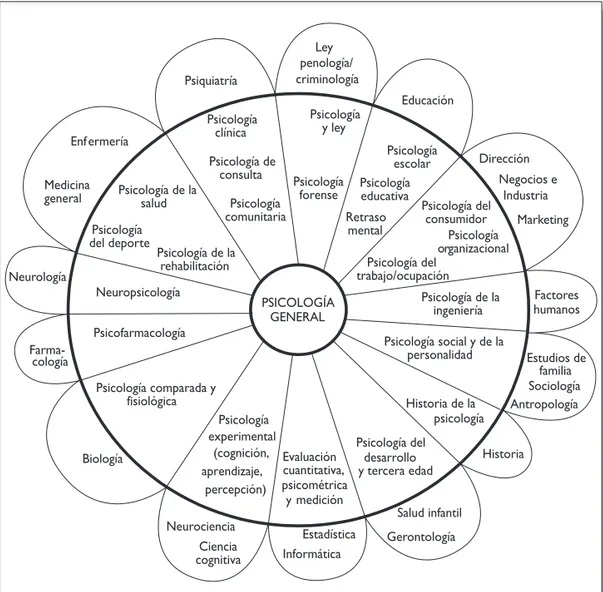 Ley
penología/
criminología
Psiquiatría
Educación
Enfermería
Dirección
Negocios e
Industria
Marketing
Medicina
general
Neurología
Factores
humanos
Farma-
cología
Estudios de
familia
Sociología
Antropología
Biología
Historia
Neurociencia
Ciencia
cognitiva
Estadística
Informática
Salud infantil
Gerontología
Psicología
clínica
Psicología de
consulta
Psicología
comunitaria
Psicología
y ley
Psicología
forense
Psicología
escolar
Psicología
educativa
Retraso
mental
Psicología del
consumidor
Psicología
organizacional
Psicología del
trabajo/ocupación
Psicología de la
salud
Psicología
del deporte
Psicología de la
rehabilitación
Neuropsicología
PSICOLOGÍA
GENERAL
Psicología de la
ingeniería
Psicofarmacología
Psicología social y de la
personalidad
Psicología comparada y
fisiológica
Historia de la
psicología
Psicología
experimental
(cognición,
aprendizaje,
percepción)
Evaluación
cuantitativa,
psicométrica
y medición
Psicología del
desarrollo
y tercera edad